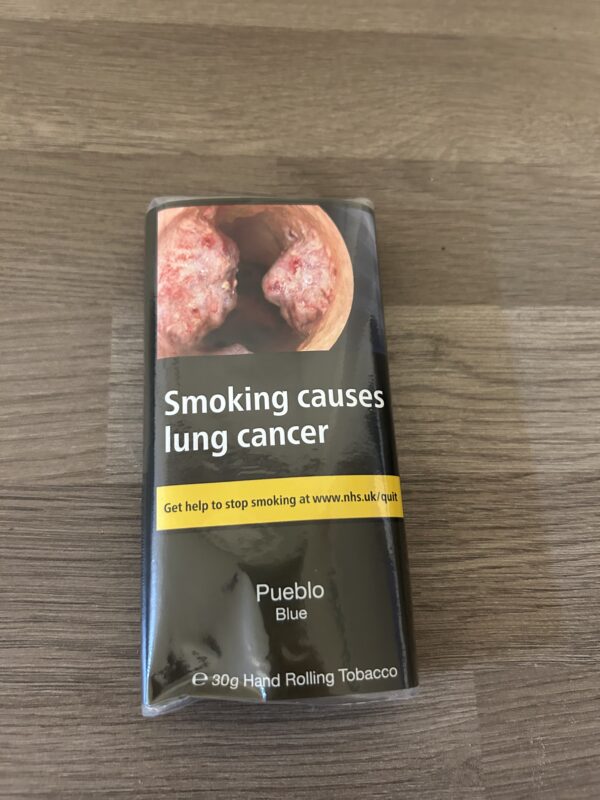 Smoking causes
lung cancer
Get help to stop smoking at www.nhs.uk/quit
Pueblo
Blue
℮ 30g Hand Rolling Tobacco